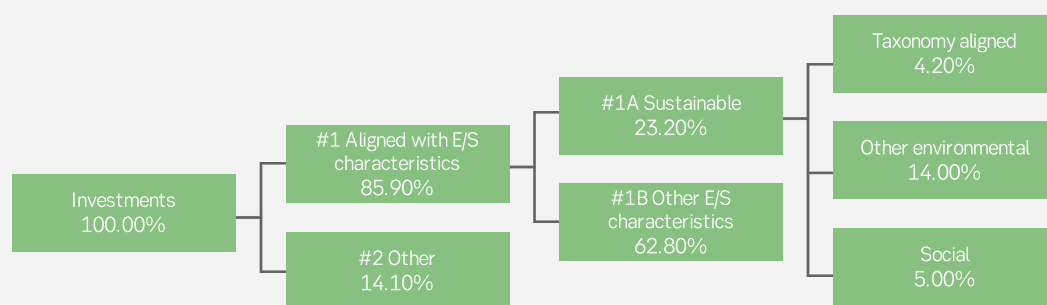 Investments
100.00%
#1 Aligned with E/S
characteristics
85.90%
#2 Other
14.10%
#1A Sustainable
23.20%
#1B Other E/S
characteristics
62.80%
Taxonomy aligned
4.20%
Other environmental
14.00%
Social
5.00%